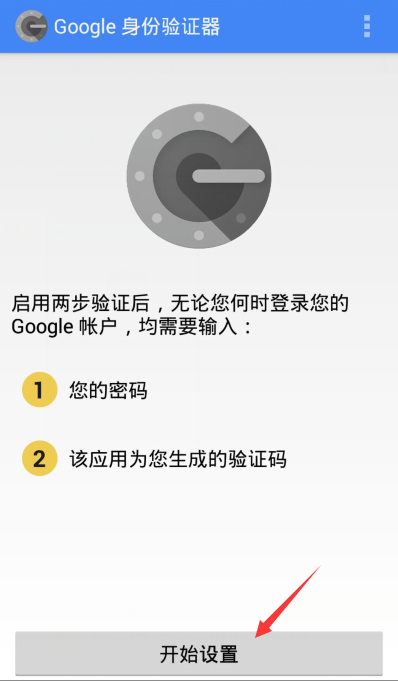 Google 身份验证器
启用两步验证后，无论您何时登录您的
Google 帐户，均需要输入：
1 您的密码
2 该应用为您生成的验证码
开始设置